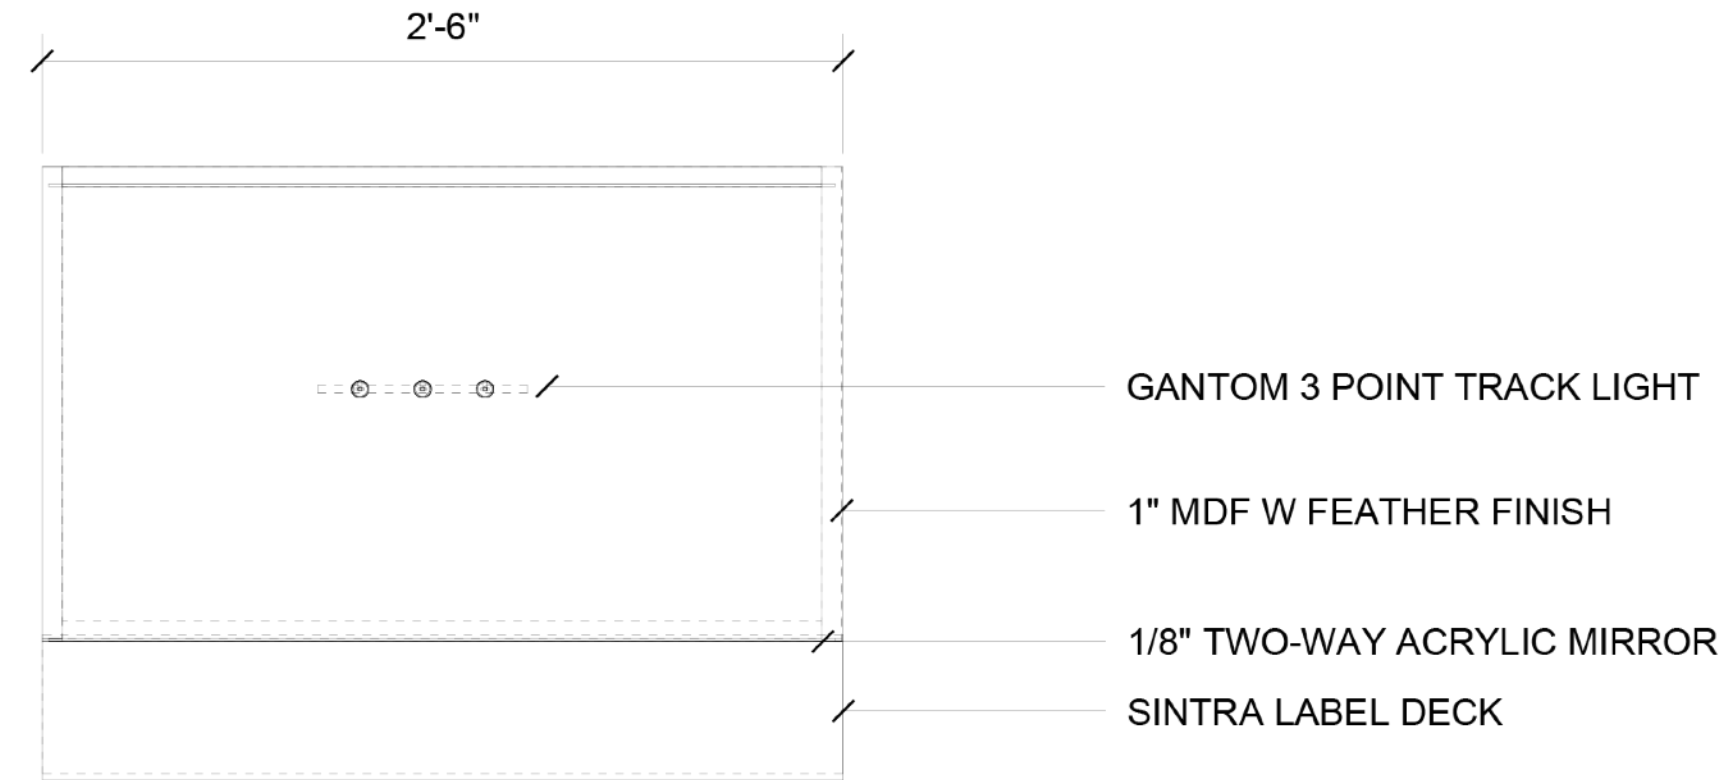 2'-6"
GANTOM 3 POINT TRACK LIGHT
1" MDF W FEATHER FINISH
1/8" TWO-WAY ACRYLIC MIRROR
SINTRA LABEL DECK